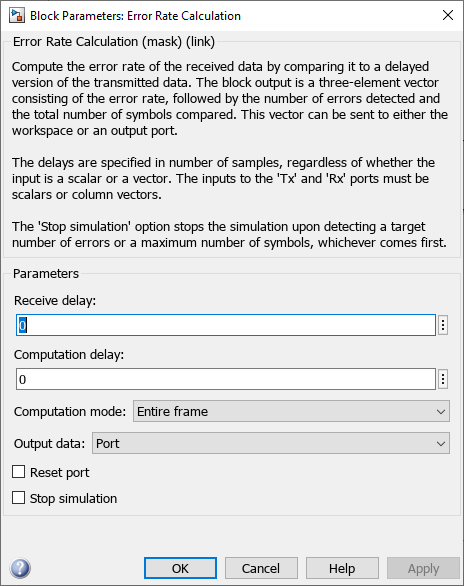 Block Parameters: Error Rate Calculation
Error Rate Calculation (mask) (link)
Compute the error rate of the received data by comparing it to a delayed
version of the transmitted data. The block output is a three-element vector
consisting of the error rate, followed by the number of errors detected and
the total number of symbols compared. This vector can be sent to either the
workspace or an output port.
The delays are specified in number of samples, regardless of whether the
input is a scalar or a vector. The inputs to the 'Tx' and 'Rx' ports must be
scalars or column vectors.
The 'Stop simulation' option stops the simulation upon detecting a target
number of errors or a maximum number of symbols, whichever comes first.
Parameters
Receive delay:
0
Computation delay:
0
Computation mode: Entire frame
Output data: Port
Reset port
Stop simulation
? OK Cancel Help Apply